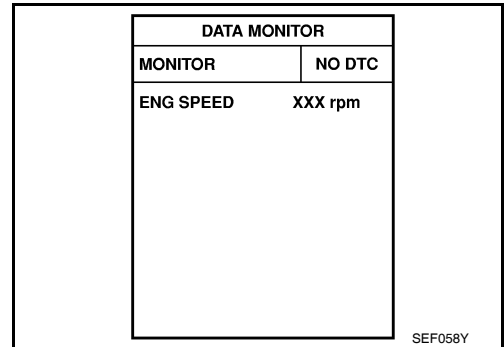 DATA MONITOR
MONITOR NO DTC
ENG SPEED XXX rpm
SEF058Y